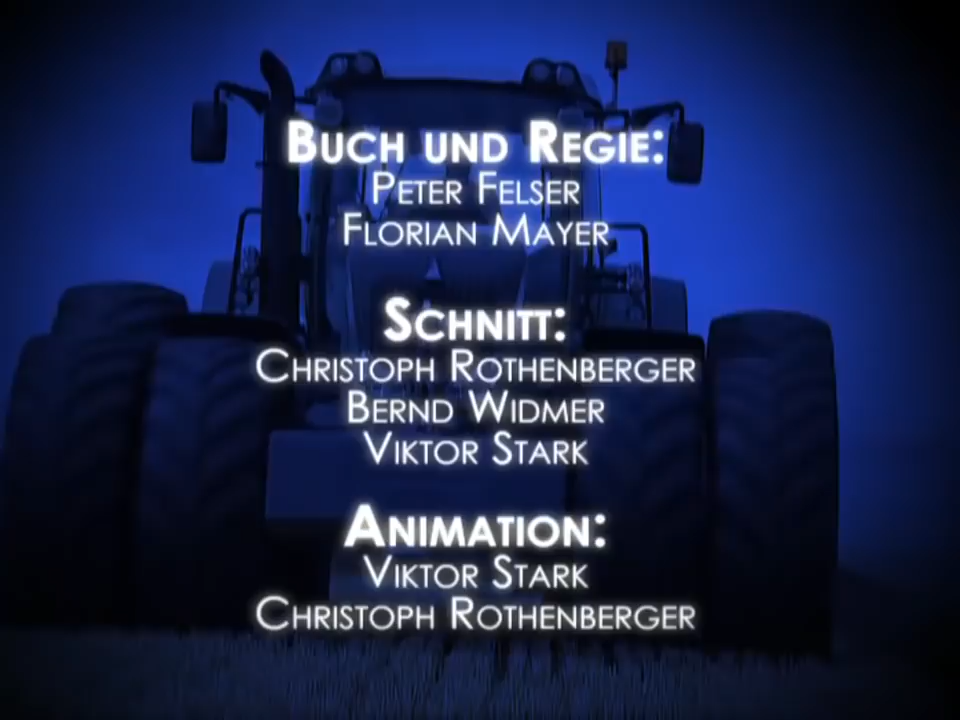 BUCH UND REGIE:
PETER FELSER
FLORIAN MAYER
SCHNITT:
CHRISTOPH ROTHENBERGER
BERND WIDMER
VIKTOR STARK
ANIMATION:
VIKTOR STARK
CHRISTOPH ROTHENBERGER